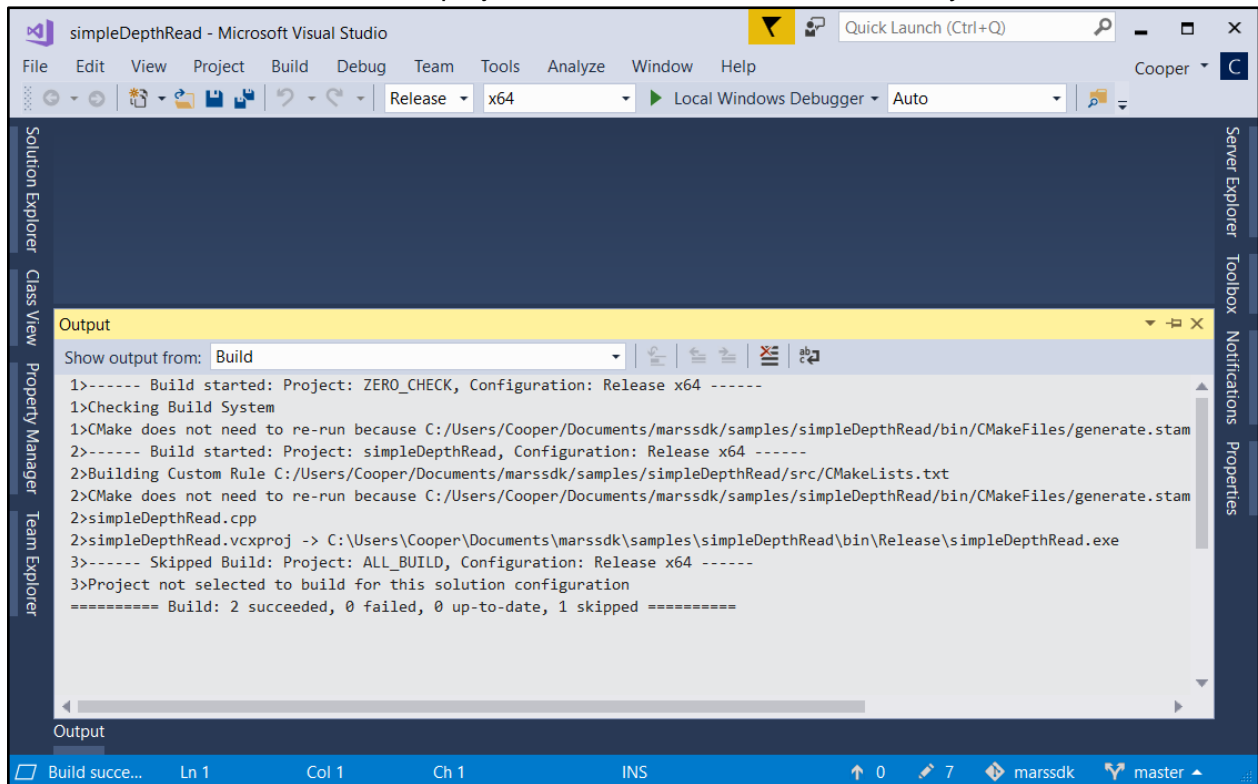 simpleDepthRead - Microsoft Visual Studio
Quick Launch (Ctrl+Q)
File Edit View Project Build Debug Team Tools Analyze Window Help
Cooper C
Release x64 Local Windows Debugger Auto
Solution Explorer
Class View
Property Manager
Team Explorer
Output
Show output from: Build
1>------ Build started: Project: ZERO_CHECK, Configuration: Release x64 ------
1>Checking Build System
1>CMake does not need to re-run because C:/Users/Cooper/Documents/marssdk/samples/simpleDepthRead/bin/CMakeFiles/generate.stam
2>------ Build started: Project: simpleDepthRead, Configuration: Release x64 ------
2>Building Custom Rule C:/Users/Cooper/Documents/marssdk/samples/simpleDepthRead/src/CMakeLists.txt
2>CMake does not need to re-run because C:/Users/Cooper/Documents/marssdk/samples/simpleDepthRead/bin/CMakeFiles/generate.stam
2>simpleDepthRead.cpp
2>simpleDepthRead.vcxproj -> C:\Users\Cooper\Documents\marssdk\samples\simpleDepthRead\bin\Release\simpleDepthRead.exe
3>------ Skipped Build: Project: ALL_BUILD, Configuration: Release x64 ------
3>Project not selected to build for this solution configuration
========== Build: 2 succeeded, 0 failed, 0 up-to-date, 1 skipped ==========
Output
Server Explorer
Toolbox
Notifications
Properties
Build succe... Ln 1 Col 1 Ch 1 INS 0 7 marssdk master